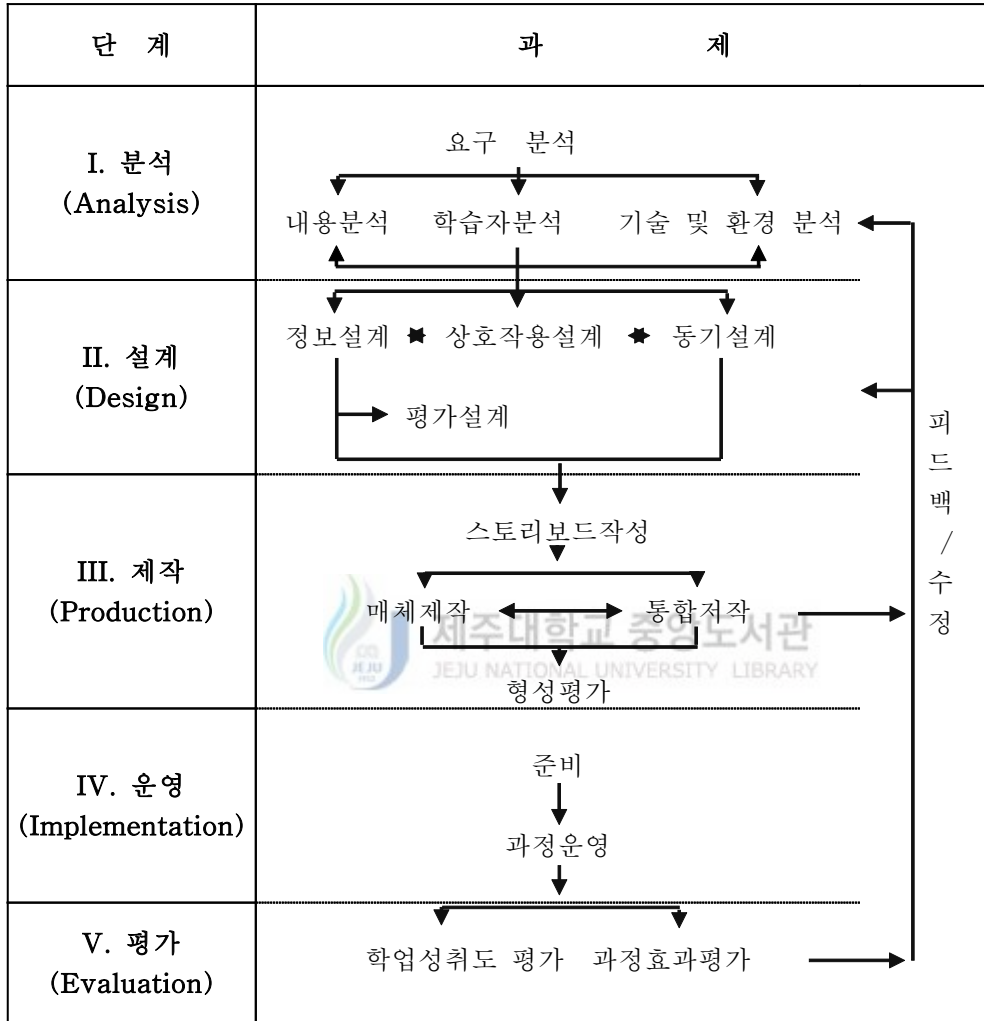 단 계 과 제
I. 분석
(Analysis)
요구 분석
내용분석 학습자분석 기술 및 환경 분석
II. 설계
(Design)
정보설계 상호작용설계 동기설계
평가설계
III. 제작
(Production)
스토리보드작성
매체제작 통합저작
형성평가
제주대학교 중앙도서관
JEJU NATIONAL UNIVERSITY LIBRARY
JEJU
1952
IV. 운영
(Implementation)
준비
과정운영
V. 평가
(Evaluation)
학업성취도 평가 과정효과평가
피
드
백
/
수
정